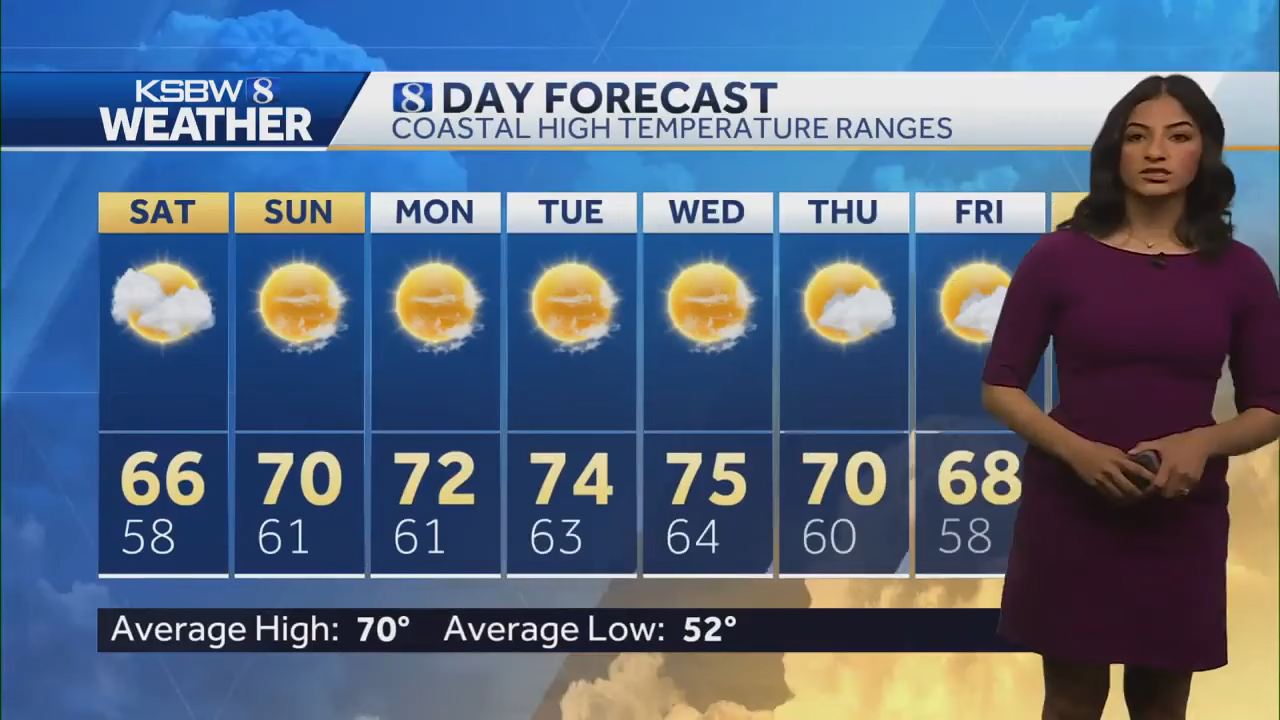 KSBW 8
WEATHER
8 DAY FORECAST
COASTAL HIGH TEMPERATURE RANGES
SAT SUN MON TUE WED THU FRI
66 70 72 74 75 70 68
58 61 61 63 64 60 58
Average High: 70° Average Low: 52°